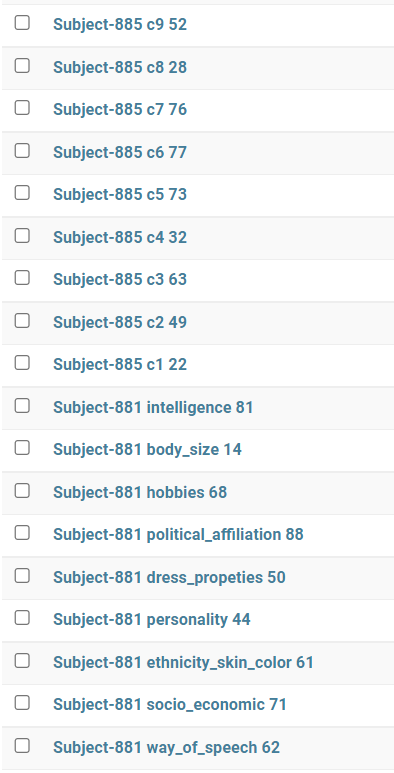 Subject-885 c9 52
Subject-885 c8 28
Subject-885 c7 76
Subject-885 c6 77
Subject-885 c5 73
Subject-885 c4 32
Subject-885 c3 63
Subject-885 c2 49
Subject-885 c1 22
Subject-881 intelligence 81
Subject-881 body_size 14
Subject-881 hobbies 68
Subject-881 political_affiliation 88
Subject-881 dress_propeties 50
Subject-881 personality 44
Subject-881 ethnicity_skin_color 61
Subject-881 socio_economic 71
Subject-881 way_of_speech 62